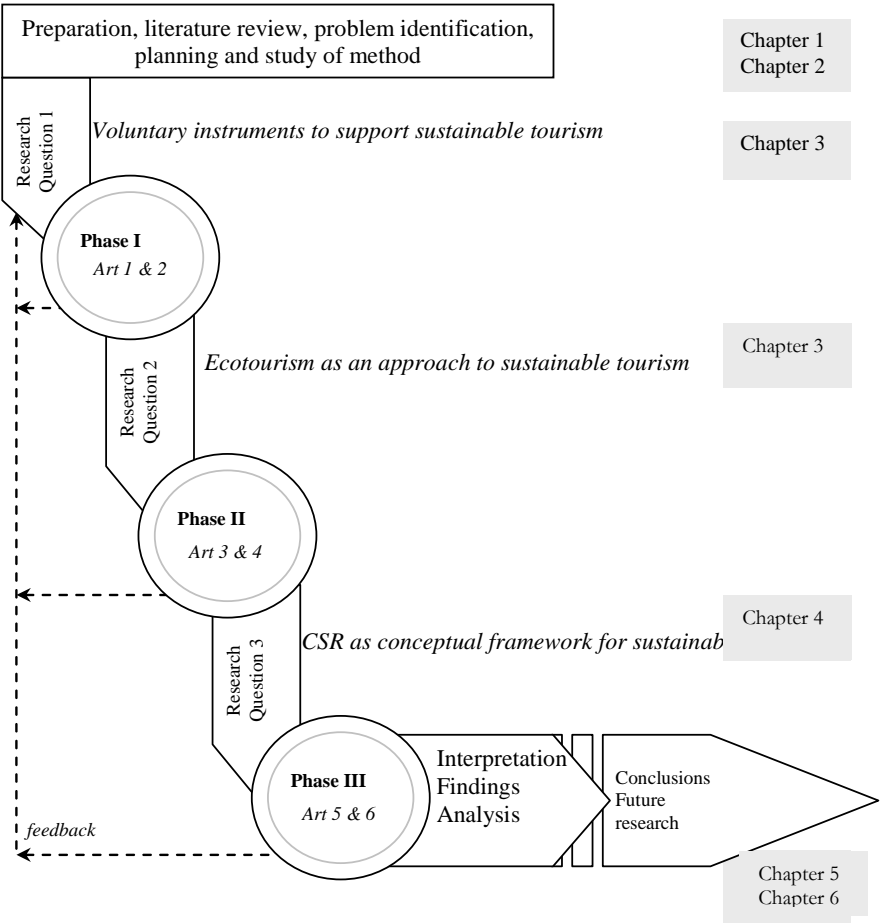 Preparation, literature review, problem identification,
planning and study of method
Chapter 1
Chapter 2
Research
Question 1
Voluntary instruments to support sustainable tourism
Chapter 3
Phase I
Art 1 & 2
Research
Question 2
Ecotourism as an approach to sustainable tourism
Chapter 3
Phase II
Art 3 & 4
Research
Question 3
CSR as conceptual framework for sustainab
Chapter 4
Phase III
Art 5 & 6
Interpretation
Findings
Analysis
Conclusions
Future
research
feedback
Chapter 5
Chapter 6